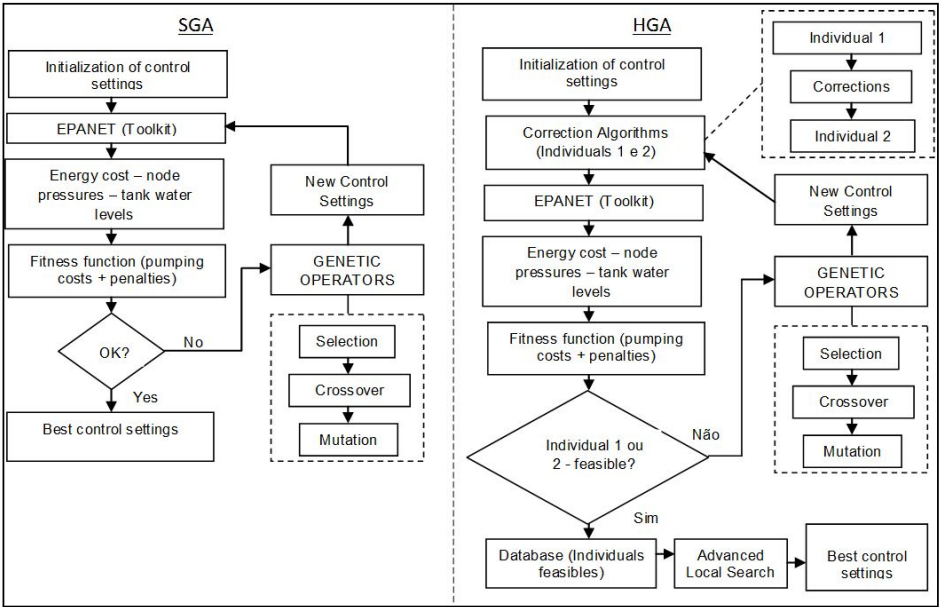 SGA
Initialization of control
settings
EPANET (Toolkit)
Energy cost – node
pressures – tank water
levels
Fitness function (pumping
costs + penalties)
OK?
No
Yes
Best control settings
New Control
Settings
GENETIC
OPERATORS
Selection
Crossover
Mutation
HGA
Initialization of control
settings
Correction Algorithms
(Individuals 1 e 2)
EPANET (Toolkit)
Energy cost – node
pressures – tank water
levels
Fitness function (pumping
costs + penalties)
Individual 1 ou
2 - feasible?
Não
Sim
Database (Individuals
feasibles)
Advanced
Local Search
Best control
settings
Individual 1
Corrections
Individual 2
New Control
Settings
GENETIC
OPERATORS
Selection
Crossover
Mutation